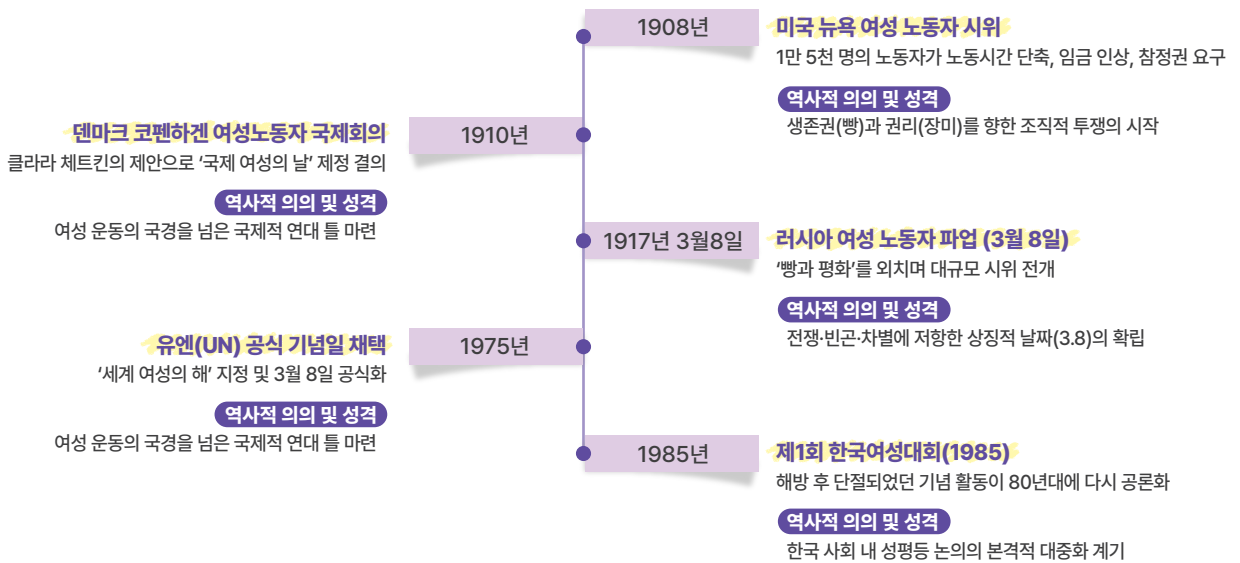 1908년
미국 뉴욕 여성 노동자 시위
1만 5천 명의 노동자가 노동시간 단축, 임금 인상, 참정권 요구
역사적 의의 및 성격
생존권(빵)과 권리(장미)를 향한 조직적 투쟁의 시작
1910년
덴마크 코펜하겐 여성노동자 국제회의
클라라 체트킨의 제안으로 ‘국제 여성의 날’ 제정 결의
역사적 의의 및 성격
여성 운동의 국경을 넘은 국제적 연대 틀 마련
1917년 3월8일
러시아 여성 노동자 파업 (3월 8일)
‘빵과 평화’를 외치며 대규모 시위 전개
역사적 의의 및 성격
전쟁·빈곤·차별에 저항한 상징적 날짜(3.8)의 확립
1975년
유엔(UN) 공식 기념일 채택
‘세계 여성의 해’ 지정 및 3월 8일 공식화
역사적 의의 및 성격
여성 운동의 국경을 넘은 국제적 연대 틀 마련
1985년
제1회 한국여성대회(1985)
해방 후 단절되었던 기념 활동이 80년대에 다시 공론화
역사적 의의 및 성격
한국 사회 내 성평등 논의의 본격적 대중화 계기